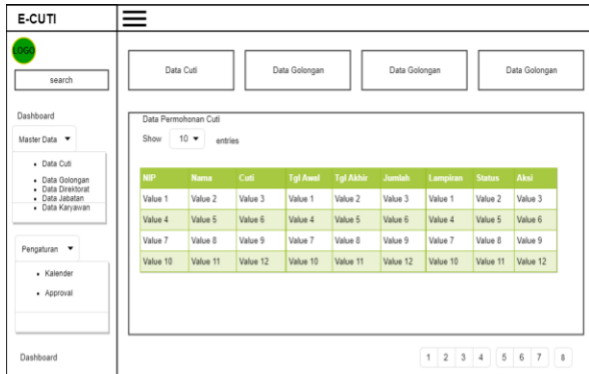 E-CUTI
LOGO
search
Dashboard
Master Data
Data Cuti
Data Golongan
Data Direktorat
Data Jabatan
Data Karyawan
Pengaturan
Kalender
Approval
Dashboard
Data Cuti Data Golongan Data Golongan Data Golongan
Data Permohonan Cuti
Show 10 entries
NIP Nama Cuti Tgl Awal Tgl Akhir Jumlah Lampiran Status Aksi
Value 1 Value 2 Value 3 Value 1 Value 2 Value 3 Value 1 Value 2 Value 3
Value 4 Value 5 Value 6 Value 4 Value 5 Value 6 Value 4 Value 5 Value 6
Value 7 Value 8 Value 9 Value 7 Value 8 Value 9 Value 7 Value 8 Value 9
Value 10 Value 11 Value 12 Value 10 Value 11 Value 12 Value 10 Value 11 Value 12
1 2 3 4 5 6 7 8